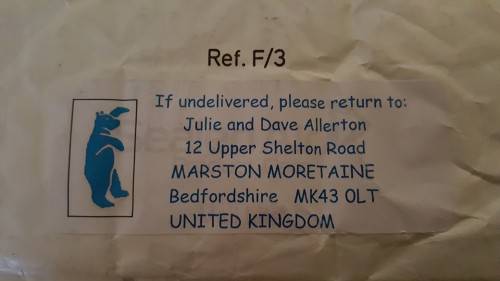 Ref. F/3
If undelivered, please return to:
Julie and Dave Allerton
12 Upper Shelton Road
MARSTON MORETAINE
Bedfordshire MK43 0LT
UNITED KINGDOM